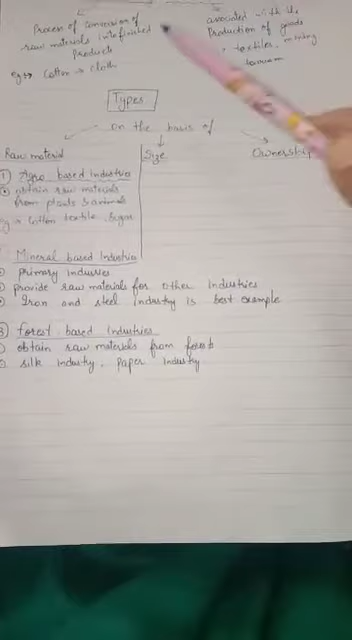 Process of conversion of
raw materials into finished
Products
eg → Cotton → cloth
associated with the
Production of goods
textiles, mining
tourism
Types
on the basis of
Raw material
Size
Ownership
① Agro based Industries
obtain raw materials
from plants & animals
eg = Cotton textile, Sugar
Mineral based Industries
primary industries
provide raw materials for other industries
Iron and steel industry is best example
③ Forest based Industries
obtain raw materials from forest
silk industry, Paper Industry